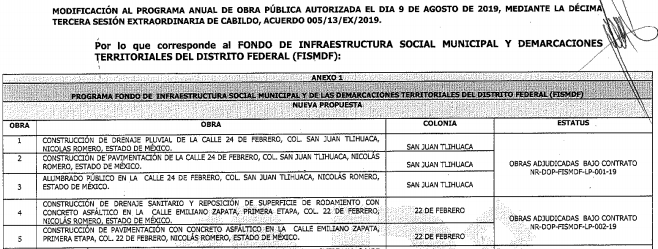 MODIFICACIÓN AL PROGRAMA ANUAL DE OBRA PÚBLICA AUTORIZADA EL DIA 9 DE AGOSTO DE 2019, MEDIANTE LA DÉCIMA
TERCERA SESIÓN EXTRAORDINARIA DE CABILDO, ACUERDO 005/13/EX/2019.
Por lo que corresponde al FONDO DE INFRAESTRUCTURA SOCIAL MUNICIPAL Y DEMARCACIONES
TERRITORIALES DEL DISTRITO FEDERAL (FISMDF):
ANEXO 1
PROGRAMA FONDO DE INFRAESTRUCTURA SOCIAL MUNICIPAL Y DE LAS DEMARCACIONES TERRITORIALES DEL DISTRITO FEDERAL (FISMDF)
NUEVA PROPUESTA
OBRA OBRA COLONIA ESTATUS
1 CONSTRUCCIÓN DE DRENAJE PLUVIAL DE LA CALLE 24 DE FEBRERO, COL. SAN JUAN TLIHUACA,
NICOLAS ROMERO, ESTADO DE MÉXICO. SAN JUAN TLIHUACA
2 CONSTRUCCIÓN DE PAVIMENTACIÓN DE LA CALLE 24 DE FEBRERO, COL. SAN JUAN TLIHUACA, NICOLÁS
ROMERO, ESTADO DE MÉXICO. SAN JUAN TLIHUACA
3 ALUMBRADO PÚBLICO EN LA CALLE 24 DE FEBRERO, COL. SAN JUAN TLIHUACA, NICOLÁS ROMERO,
ESTADO DE MÉXICO. SAN JUAN TLIHUACA
OBRAS ADJUDICADAS BAJO CONTRATO
NR-DOP-FISMDF-LP-001-19
4 CONSTRUCCIÓN DE DRENAJE SANITARIO Y REPOSICIÓN DE SUPERFICIE DE RODAMIENTO CON
CONCRETO ASFÁLTICO EN LA CALLE EMILIANO ZAPATA, PRIMERA ETAPA, COL. 22 DE FEBRERO,
NICOLÁS ROMERO, ESTADO DE MÉXICO. 22 DE FEBRERO
5 CONSTRUCCIÓN DE PAVIMENTACIÓN CON CONCRETO ASFÁLTICO EN LA CALLE EMILIANO ZAPATA,
PRIMERA ETAPA, COL. 22 DE FEBRERO, NICOLÁS ROMERO, ESTADO DE MÉXICO. 22 DE FEBRERO
OBRAS ADJUDICADAS BAJO CONTRATO
NR-DOP-FISMDF-LP-002-19